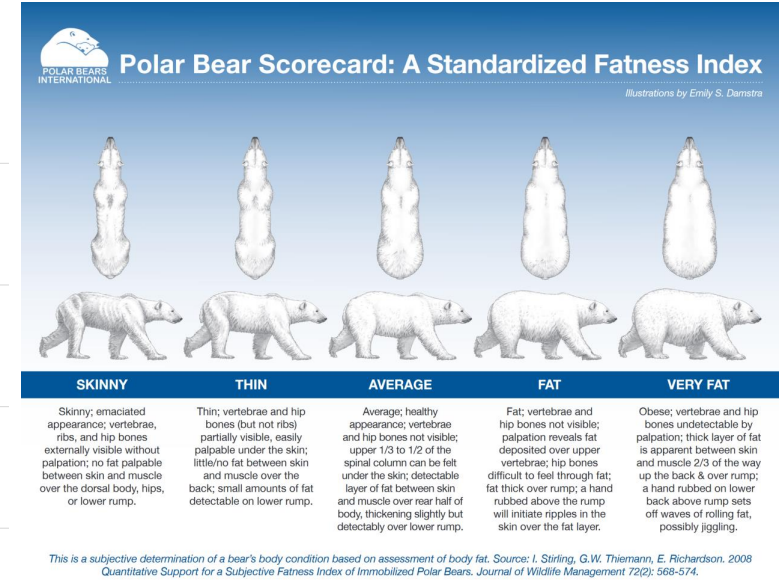 POLAR BEARS
INTERNATIONAL
Polar Bear Scorecard: A Standardized Fatness Index
Illustrations by Emily S. Damstra
SKINNY
Skinny; emaciated
appearance; vertebrae,
ribs, and hip bones
externally visible without
palpation; no fat palpable
between skin and muscle
over the dorsal body, hips,
or lower rump.
THIN
Thin; vertebrae and hip
bones (but not ribs)
partially visible, easily
palpable under the skin;
little/no fat between skin
and muscle over the
back; small amounts of fat
detectable on lower rump.
AVERAGE
Average; healthy
appearance; vertebrae
and hip bones not visible;
upper 1/3 to 1/2 of the
spinal column can be felt
under the skin; detectable
layer of fat between skin
and muscle over rear half of
body, thickening slightly but
detectably over lower rump.
FAT
Fat; vertebrae and
hip bones not visible;
palpation reveals fat
deposited over upper
vertebrae; hip bones
difficult to feel through fat;
fat thick over rump; a hand
rubbed above the rump
will initiate ripples in the
skin over the fat layer.
VERY FAT
Obese; vertebrae and hip
bones undetectable by
palpation; thick layer of fat
is apparent between skin
and muscle 2/3 of the way
up the back & over rump;
a hand rubbed on lower
back above rump sets
off waves of rolling fat,
possibly jiggling.
This is a subjective determination of a bear's body condition based on assessment of body fat. Source: I. Stirling, G.W. Thiemann, E. Richardson. 2008
Quantitative Support for a Subjective Fatness Index of Immobilized Polar Bears. Journal of Wildlife Management 72(2): 568-574.